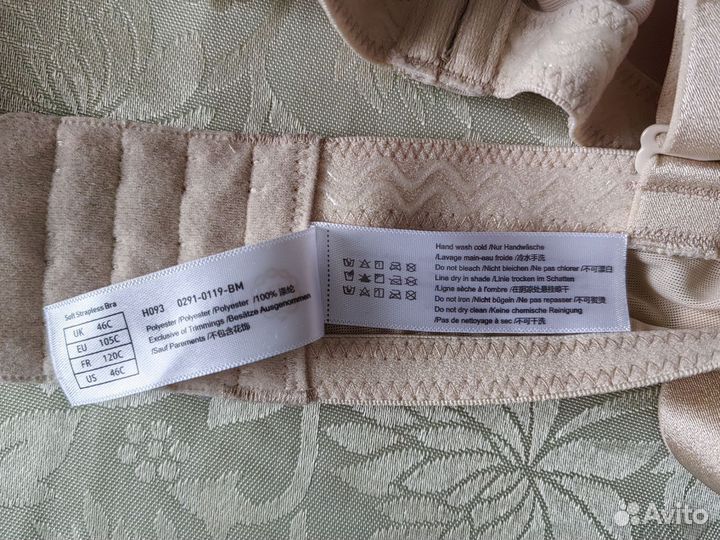 Soft Strapless Bra
UK 46C
EU 105C
FR 120C
US 46C
H093 0291-0119-BM
Polyester /Polyester /Polyester /100% 涤纶
Exclusive of Trimmings /Besätze Ausgenommen
/Sauf Parements /不包含花饰
Hand wash cold /Nur Handwäsche
/Lavage main-eau froide /冷水手洗
Do not bleach /Nicht bleichen /Ne pas chlorer /不可漂白
Line dry in shade /Linie trocken im Schatten
/Ligne sèche à l'ombre /在阴凉处悬挂晾干
Do not iron /Nicht bügeln /Ne pas repasser /不可熨烫
Do not dry clean /Keine chemische Reinigung
/Pas de nettoyage à sec /不可干洗
Avito